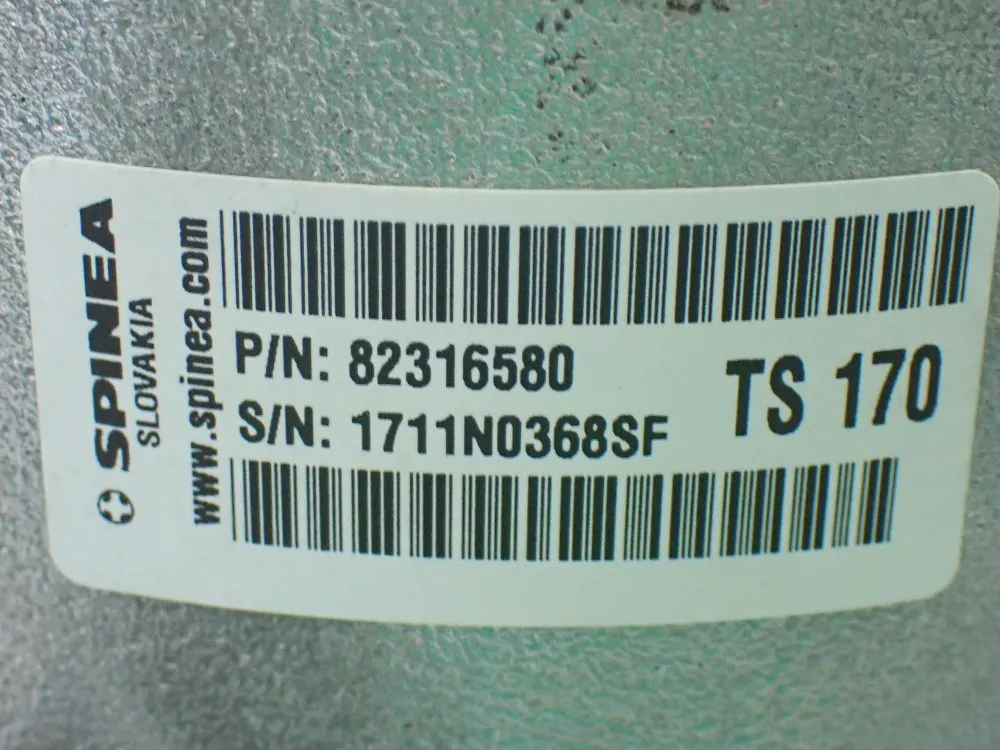 SPINEA
SLOVAKIA
www.spinea.com
P/N: 82316580
S/N: 1711N0368SF
TS 170